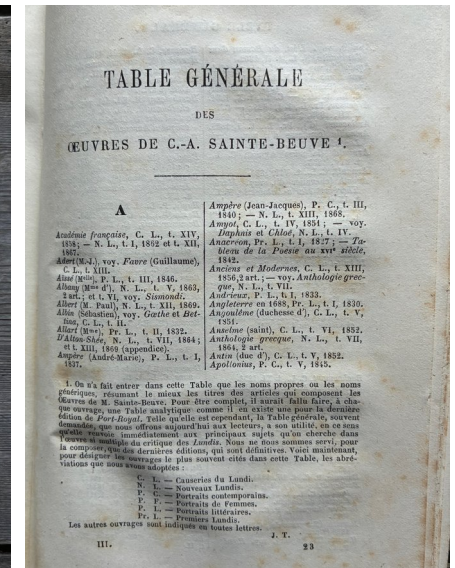 TABLE GÉNÉRALE
DES
ŒUVRES DE C.-A. SAINTE-BEUVE 1.
A
Académie française, C. L., t. XIV,
1858; — N. L., t. I, 1862 et t. XII,
1867.
Adert (M.-J.), voy. Favre (Guillaume),
C. L., t. XIII.
Aïssé (Mlle). P. L., t. III, 1846.
Albany (Mme d'), N. L., t. V, 1863,
2 art.; et t. VI, voy. Sismondi.
Albert (M. Paul), N. L., t. XII, 1869.
Albin (Sébastien), voy. Gœthe et Bet-
tina, C. L., t. II.
Allart (Mme), Pr. L., t. II, 1832.
D'Alton-Shée, N. L., t. VII, 1864;
et t. XIII, 1869 (appendice).
Ampère (André-Marie), P. L., t. I,
1837.
Ampère (Jean-Jacques), P. C., t. III,
1840; — N. L., t. XIII, 1868.
Amyot, C. L., t. IV, 1851; — voy.
Daphnis et Chloé, N. L., t. IV.
Anacréon, Pr. L., t. I, 1827; — Ta-
bleau de la Poésie au XVIe siècle,
1842.
Anciens et Modernes, C. L., t. XIII,
1856, 2 art.; — voy. Anthologie grec-
que, N. L., t. VII.
Andrieux, P. L., t. I, 1833.
Angleterre en 1688, Pr. L., t. I, 1830.
Angoulême (duchesse d'), C. L., t. V,
1851.
Anselme (saint), C. L., t. VI, 1852.
Anthologie grecque, N. L., t. VII,
1864, 2 art.
Antin (duc d'), C. L., t. V, 1852.
Apollonius, P. C., t. V, 1845.
1. On n'a fait entrer dans cette Table que les noms propres ou les noms
génériques, résumant le mieux les titres des articles qui composent les
Œuvres de M. Sainte-Beuve. Pour être complet, il aurait fallu faire, à cha-
que ouvrage, une Table analytique comme il en existe une pour la dernière
édition de Port-Royal. Telle qu'elle est cependant, la Table générale, souvent
demandée, que nous offrons aujourd'hui aux lecteurs, a son utilité, en ce sens
qu'elle renvoie immédiatement aux principaux sujets qu'on cherche dans
l'œuvre si multiple du critique des Lundis. Nous ne nous sommes servi, pour
la composer, que des dernières éditions, qui sont définitives. Voici maintenant,
pour désigner les ouvrages le plus souvent cités dans cette Table, les abré-
viations que nous avons adoptées :
C. L. — Causeries du Lundi.
N. L. — Nouveaux Lundis.
P. C. — Portraits contemporains.
P. F. — Portraits de Femmes.
P. L. — Portraits littéraires.
Pr. L. — Premiers Lundis.
Les autres ouvrages sont indiqués en toutes lettres.
J. T.
III. 23